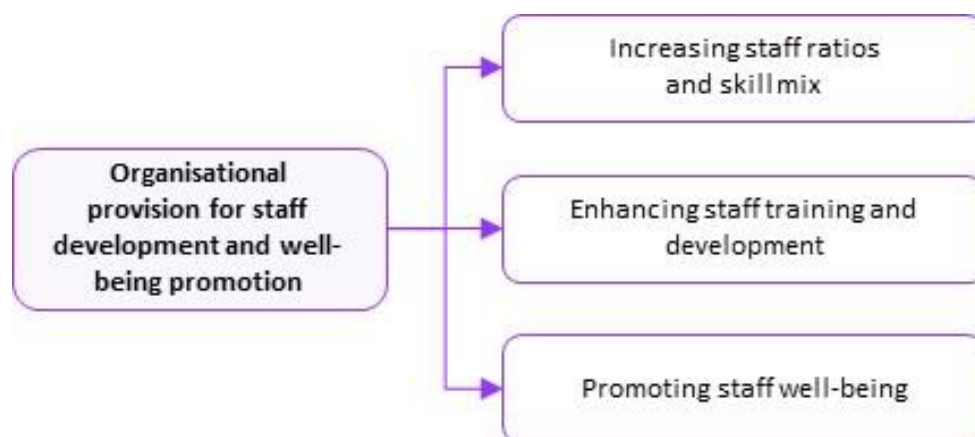 Organisational
provision for staff
development and well-
being promotion
Increasing staff ratios
and skill mix
Enhancing staff training and
development
Promoting staff well-being